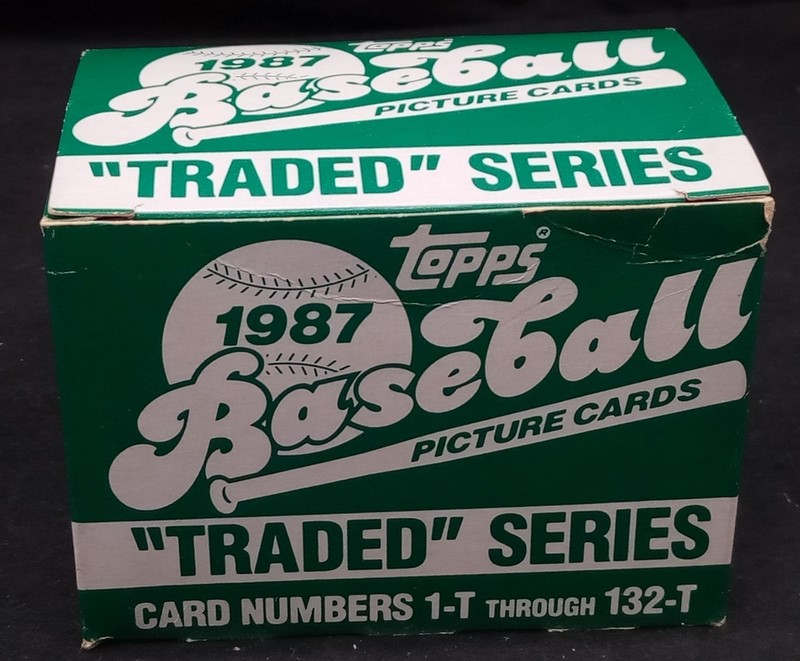 Topps
1987
Baseball
PICTURE CARDS
"TRADED" SERIES
Topps®
1987
Baseball
PICTURE CARDS
"TRADED" SERIES
CARD NUMBERS 1-T THROUGH 132-T